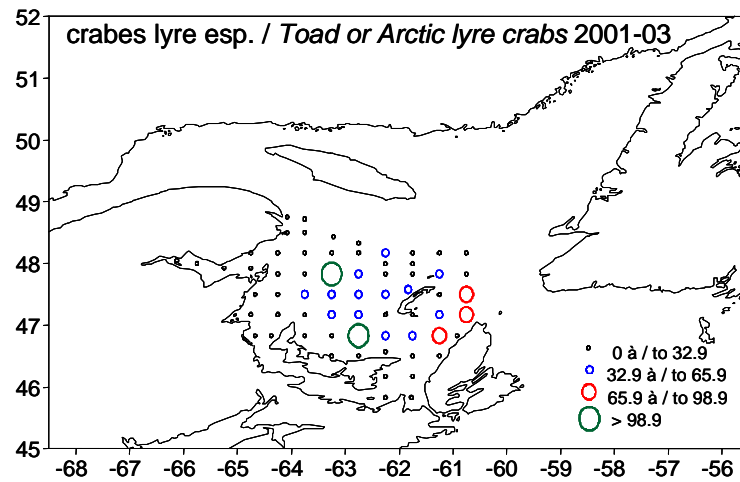 52
crabes lyre esp. / Toad or Arctic lyre crabs 2001-03
51
50
49
48
47
46
45
0 à / to 32.9
32.9 à / to 65.9
65.9 à / to 98.9
> 98.9
-68 -67 -66 -65 -64 -63 -62 -61 -60 -59 -58 -57 -56